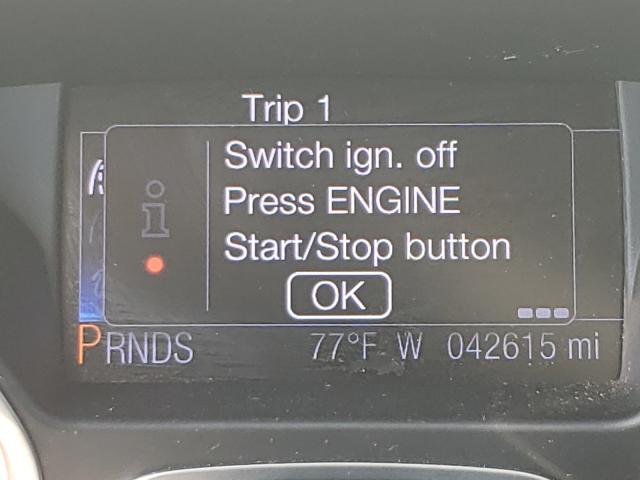 Trip 1
Switch ign. off
Press ENGINE
Start/Stop button
OK
PRNDS 77°F W 042615 mi